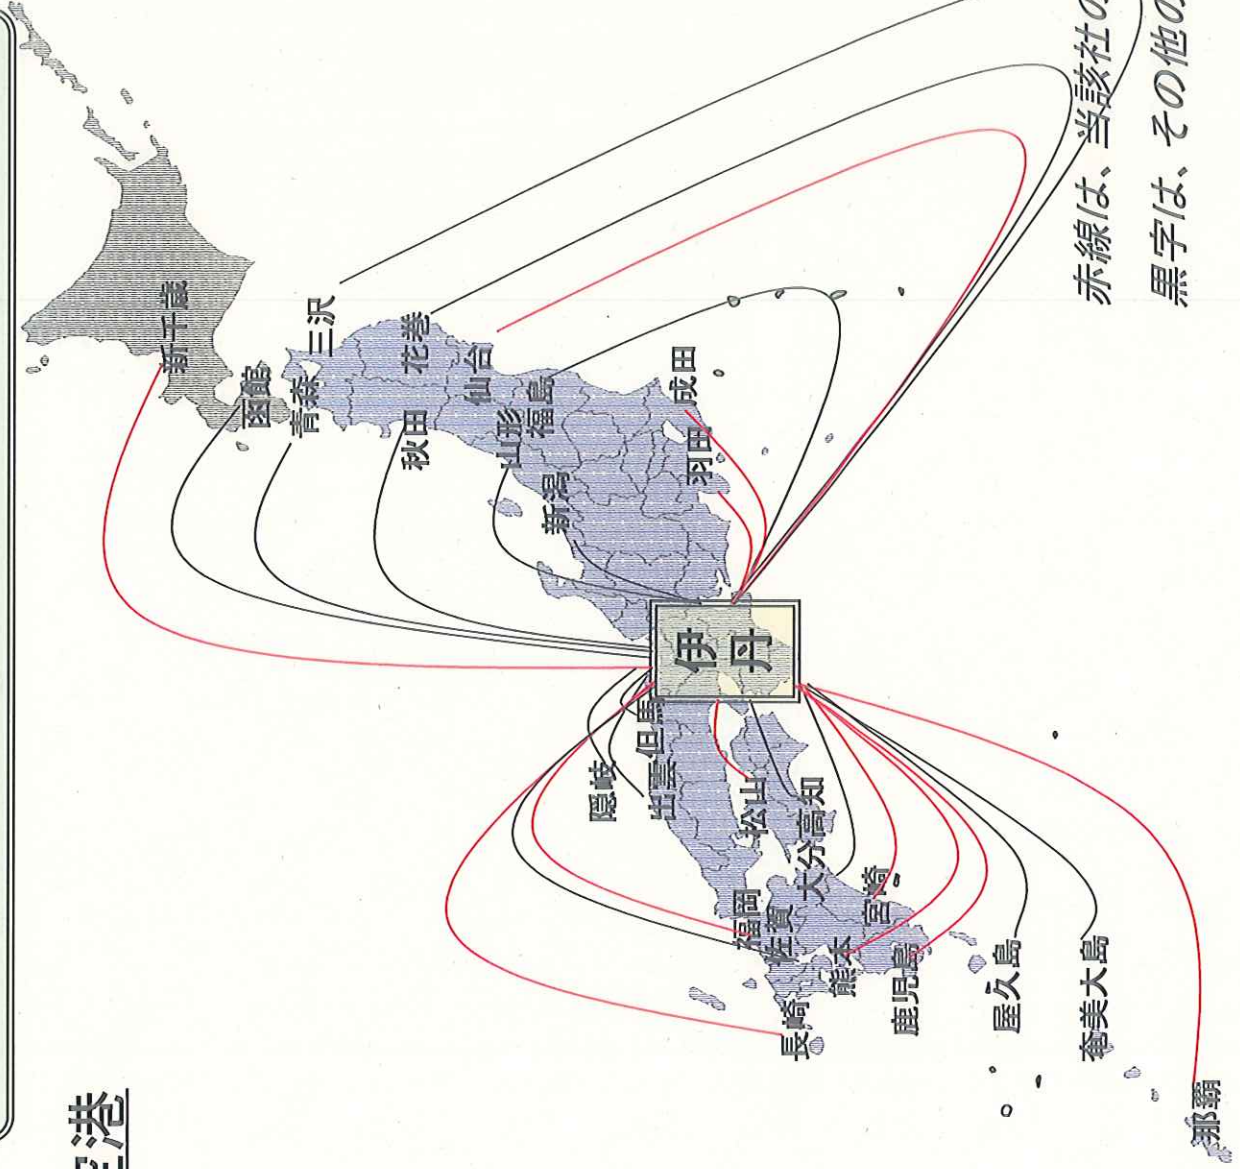 空港
新千歳
函館
青森
三沢
秋田
花巻
仙台
山形
福島
新潟
成田
羽田
伊丹
但馬
隠岐
出雲
松山
高知
大分
福岡
佐賀
長崎
熊本
宮崎
鹿児島
屋久島
奄美大島
那覇
赤線は、当該社の
黒字は、その他の